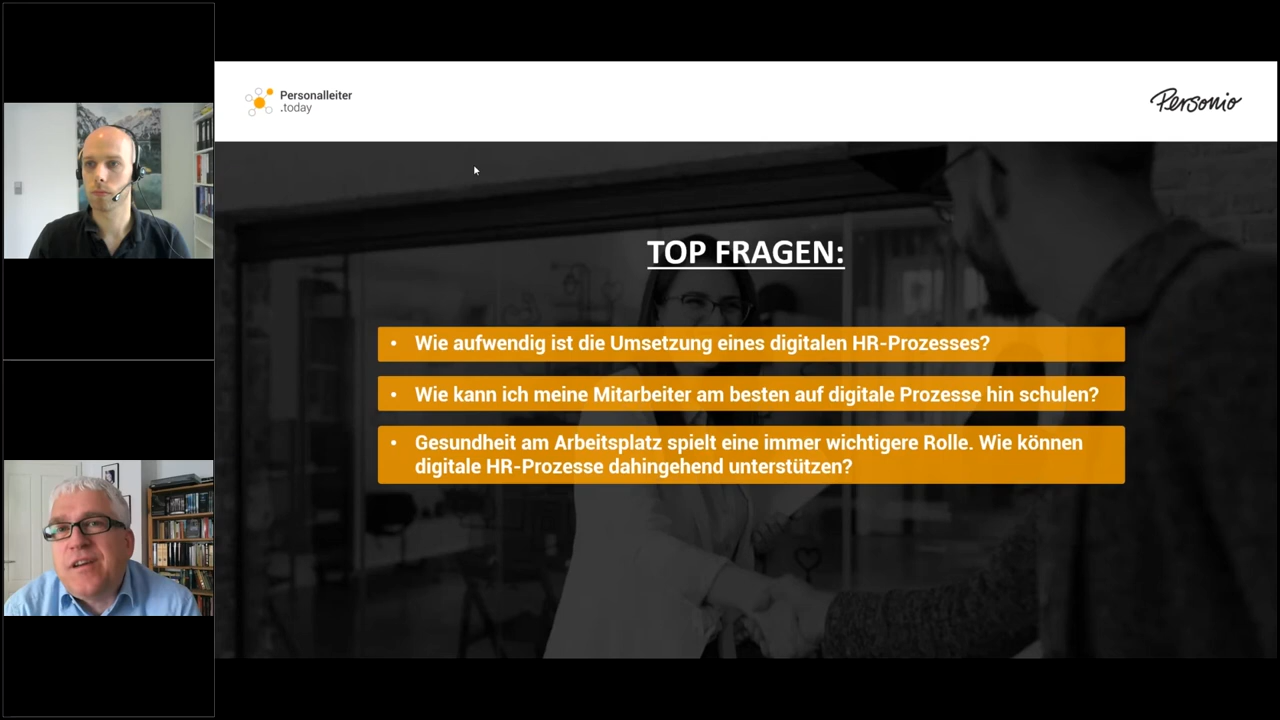 Personalleiter
.today
Personio
TOP FRAGEN:
• Wie aufwendig ist die Umsetzung eines digitalen HR-Prozesses?
• Wie kann ich meine Mitarbeiter am besten auf digitale Prozesse hin schulen?
• Gesundheit am Arbeitsplatz spielt eine immer wichtigere Rolle. Wie können
digitale HR-Prozesse dahingehend unterstützen?